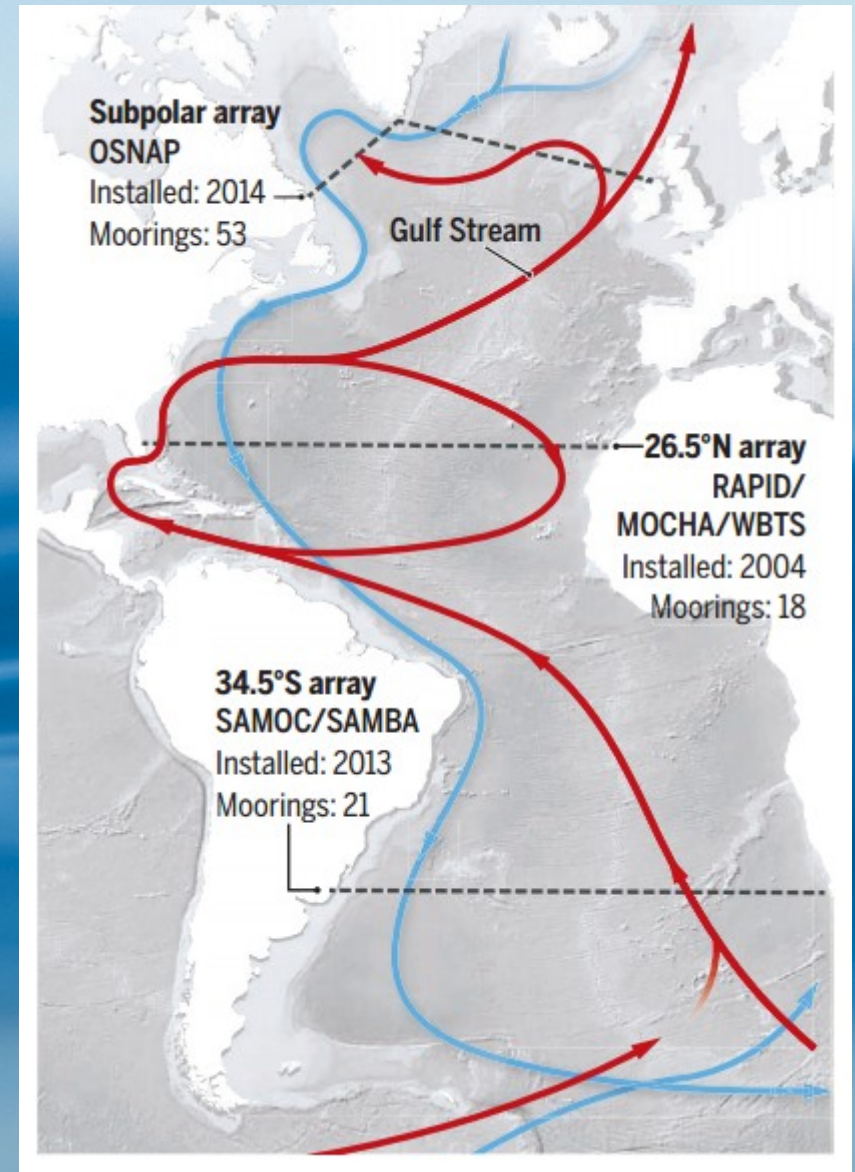 Subpolar array
OSNAP
Installed: 2014
Moorings: 53
Gulf Stream
26.5°N array
RAPID/
MOCHA/WBTS
Installed: 2004
Moorings: 18
34.5°S array
SAMOC/SAMBA
Installed: 2013
Moorings: 21